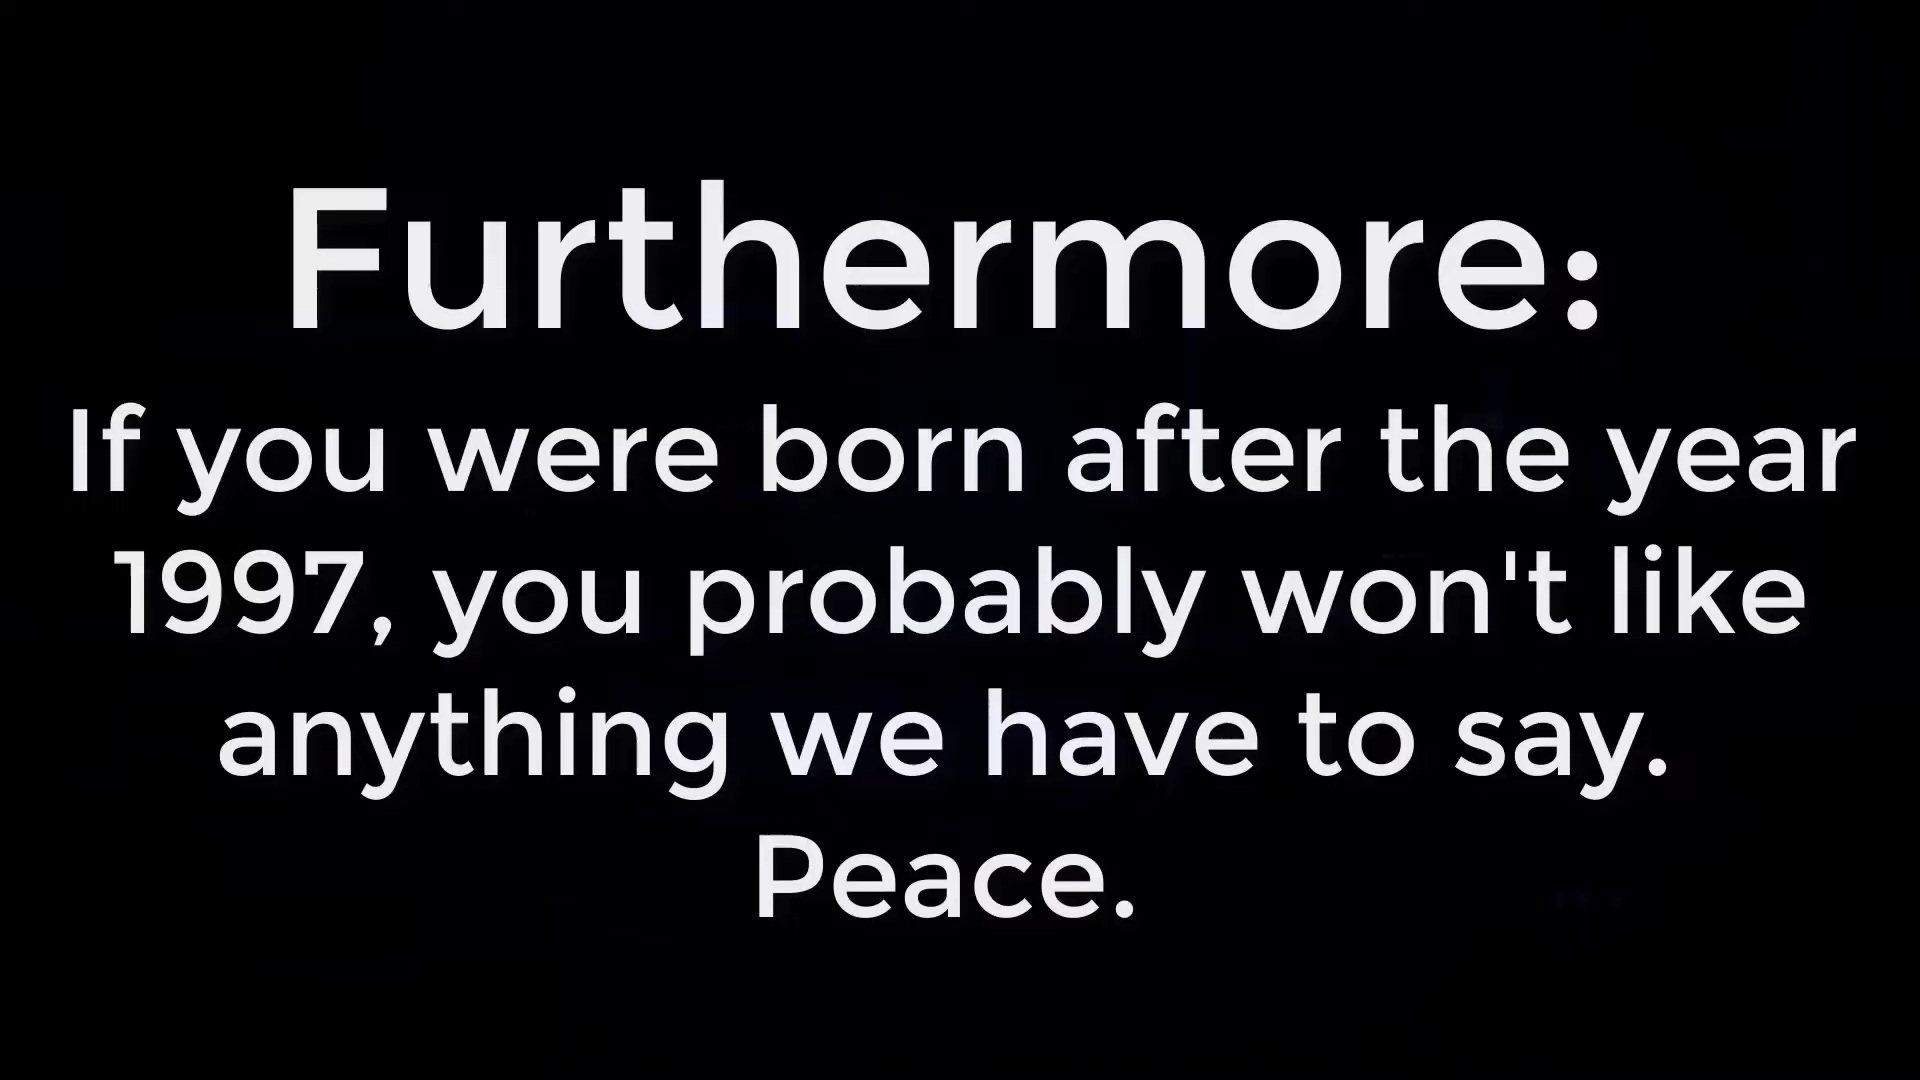 Furthermore:
If you were born after the year
1997, you probably won't like
anything we have to say.
Peace.